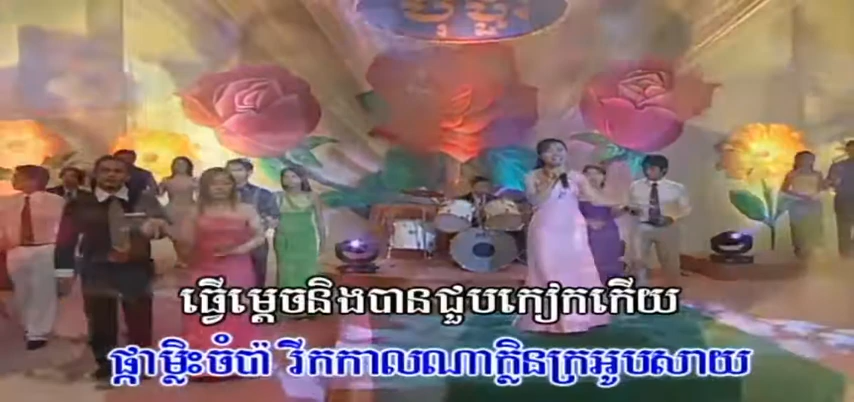 ធ្វើម្ដេចនិងបានជួបកៀកកើយ
ផ្កាម្លិះចំប៉ា រីកកាលណាក្លិនក្រអូបសាយ